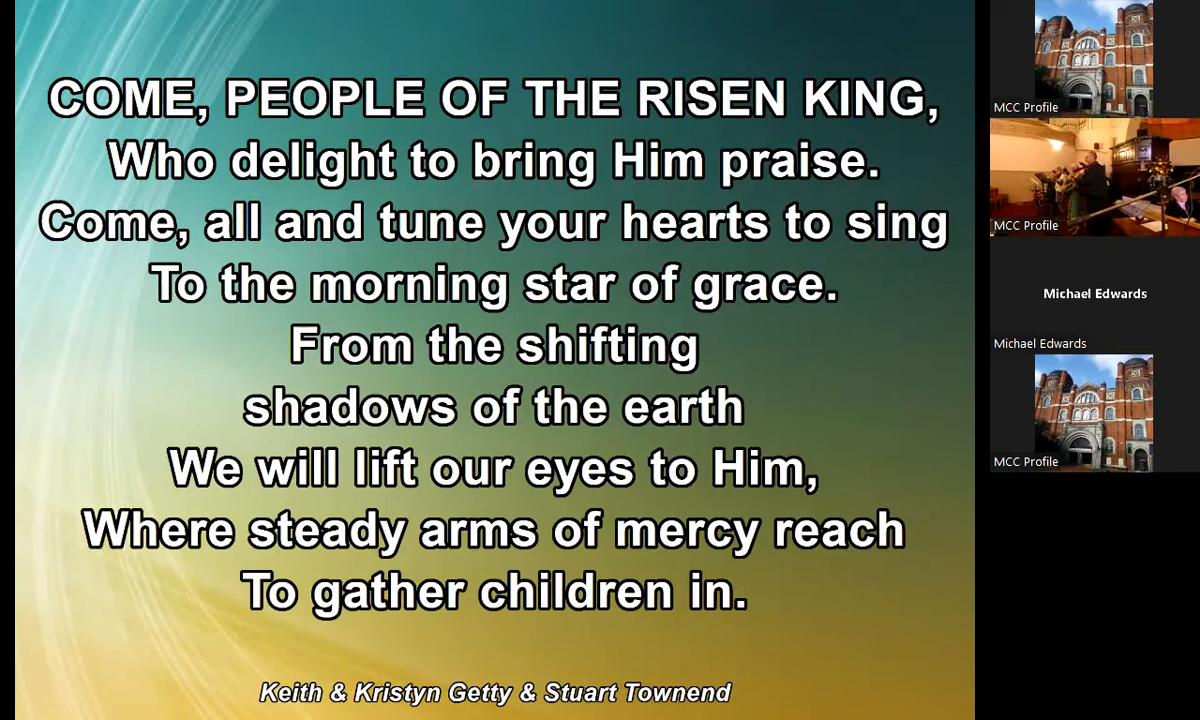 COME, PEOPLE OF THE RISEN KING,
Who delight to bring Him praise.
Come, all and tune your hearts to sing
To the morning star of grace.
From the shifting
shadows of the earth
We will lift our eyes to Him,
Where steady arms of mercy reach
To gather children in.
Keith & Kristyn Getty & Stuart Townend
MCC Profile
MCC Profile
Michael Edwards
Michael Edwards
MCC Profile